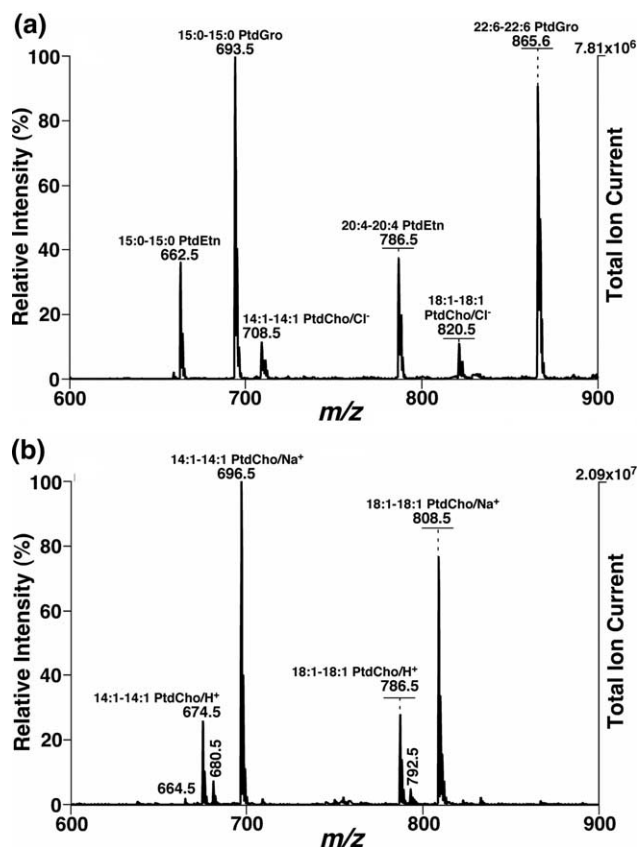 (a)
15:0-15:0 PtdGro
693.5
22:6-22:6 PtdGro
865.6
7.81x10⁶
100
80
60
40
20
0
Relative Intensity (%)
15:0-15:0 PtdEtn
662.5
20:4-20:4 PtdEtn
786.5
14:1-14:1 PtdCho/Cl⁻
708.5
18:1-18:1
PtdCho/Cl⁻
820.5
Total Ion Current
600
700
800
900
m/z
(b)
14:1-14:1 PtdCho/Na⁺
696.5
2.09x10⁷
18:1-18:1 PtdCho/Na⁺
808.5
100
80
60
40
20
0
Relative Intensity (%)
18:1-18:1 PtdCho/H⁺
786.5
14:1-14:1 PtdCho/H⁺
674.5
680.5
664.5
792.5
Total Ion Current
600
700
800
900
m/z